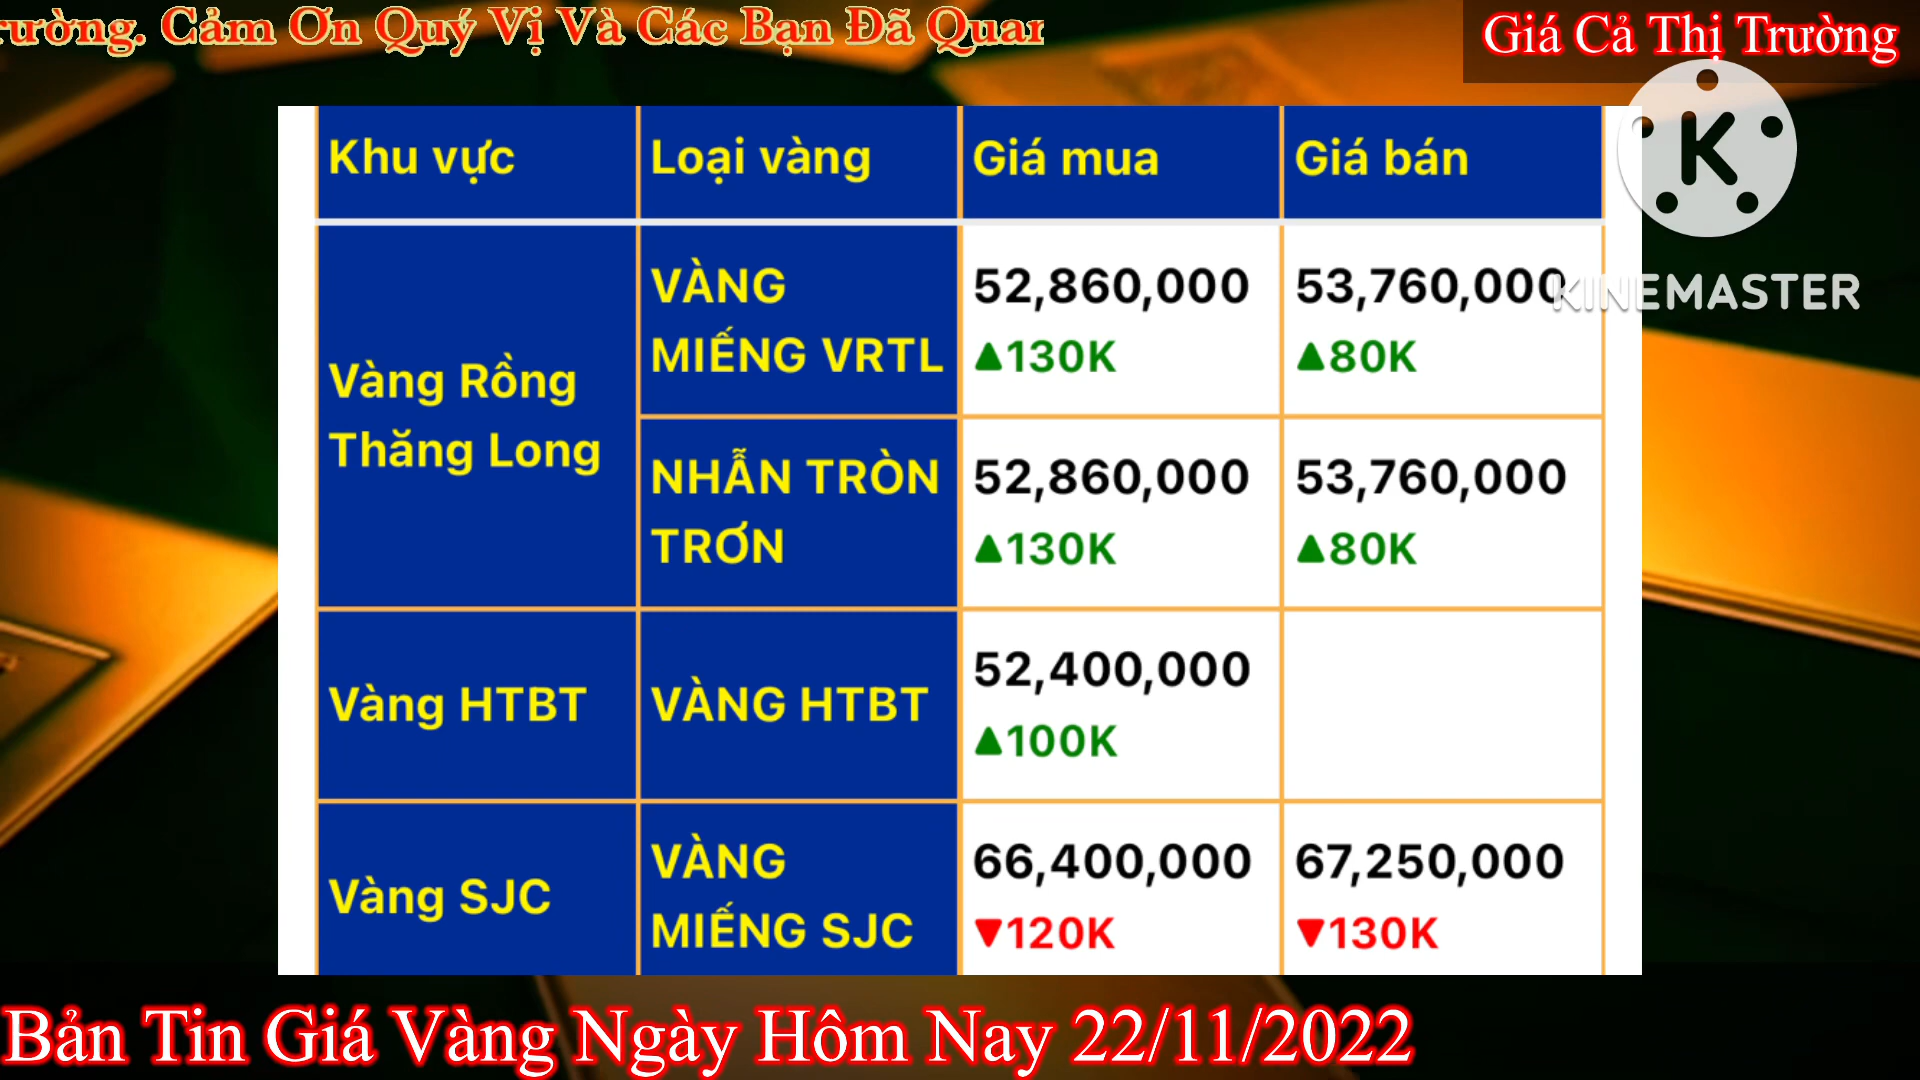 Cảm Ơn Quý Vị Và Các Bạn Đã
Giá Cả Thị Trường
K
KINEMASTER
Khu vực Loại vàng Giá mua Giá bán
Vàng Rồng
Thăng Long
VÀNG
MIẾNG VRTL
52,860,000
▲130K
53,760,000
▲80K
NHẪN TRÒN
TRƠN
52,860,000
▲130K
53,760,000
▲80K
Vàng HTBT
VÀNG HTBT
52,400,000
▲100K
Vàng SJC
VÀNG
MIẾNG SJC
66,400,000
▼120K
67,250,000
▼130K
Bản Tin Giá Vàng Ngày Hôm Nay 22/11/2022